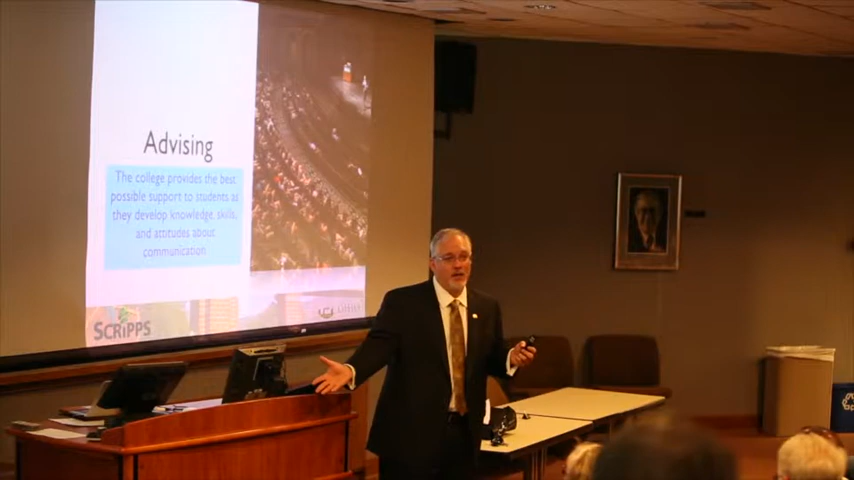 Advising
The college provides the best
possible support to students as
they develop knowledge, skills,
and attitudes about
communication
SCRIPPS
OHIO